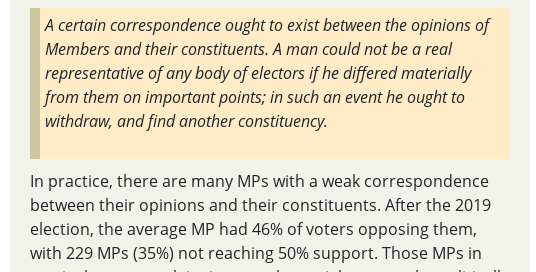 A certain correspondence ought to exist between the opinions of
Members and their constituents. A man could not be a real
representative of any body of electors if he differed materially
from them on important points; in such an event he ought to
withdraw, and find another constituency.
In practice, there are many MPs with a weak correspondence
between their opinions and their constituents. After the 2019
election, the average MP had 46% of voters opposing them,
with 229 MPs (35%) not reaching 50% support. Those MPs in